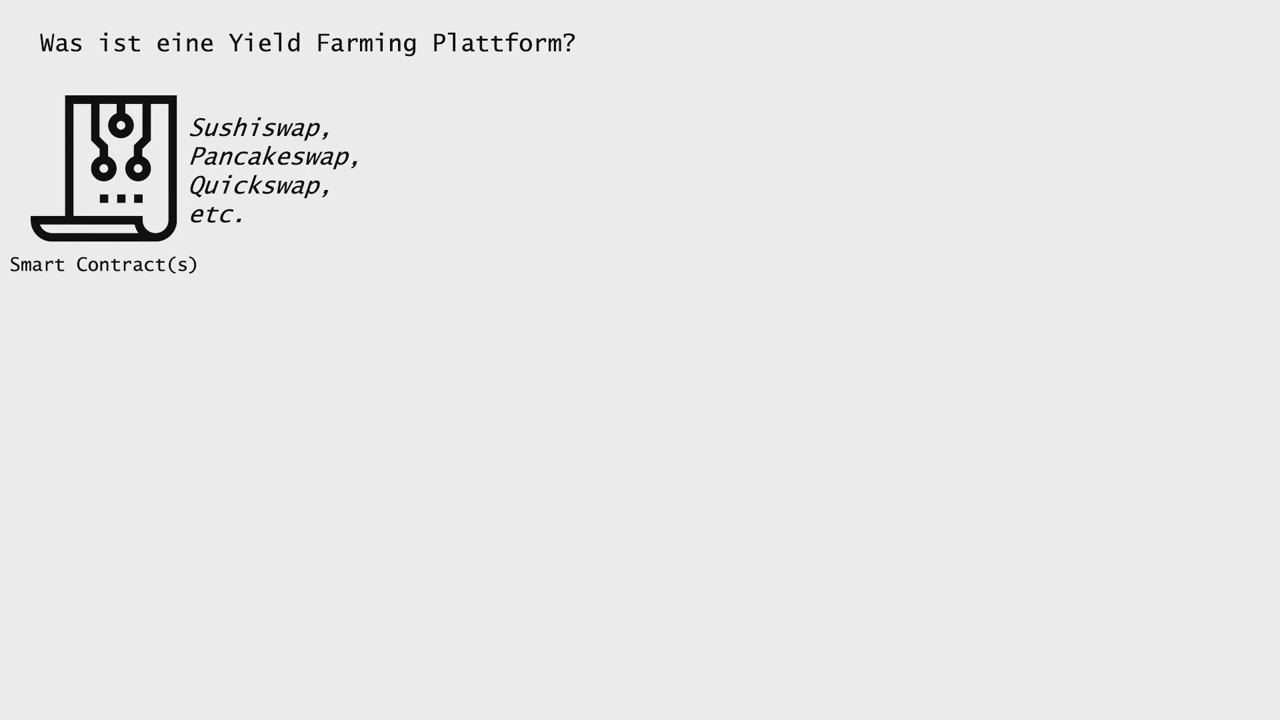 Was ist eine Yield Farming Plattform?
Sushiswap,
Pancakeswap,
Quickswap,
etc.
Smart Contract(s)